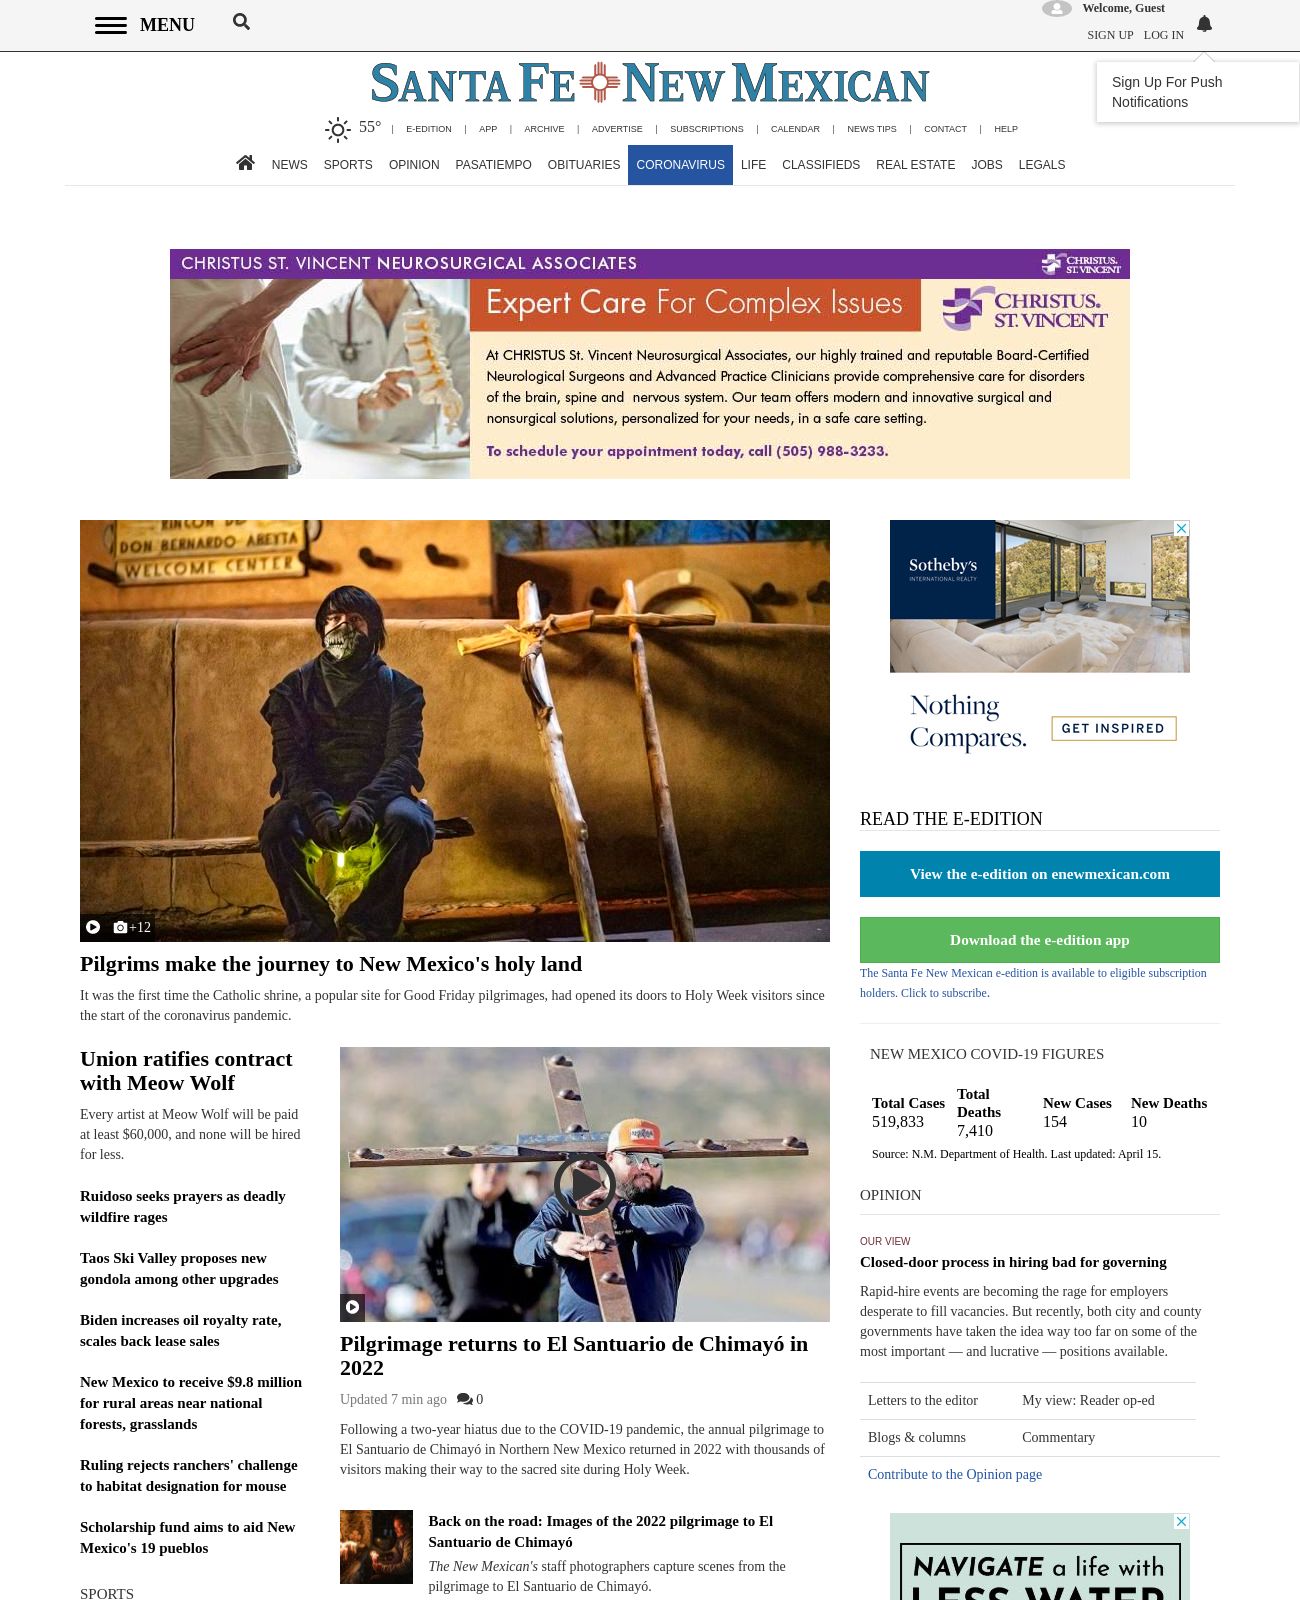 MENU
Welcome, Guest
SIGN UP LOG IN
Sign Up For Push
Notifications
SANTA FE NEW MEXICAN
55° | E-EDITION | APP | ARCHIVE | ADVERTISE | SUBSCRIPTIONS | CALENDAR | NEWS TIPS | CONTACT | HELP
NEWS SPORTS OPINION PASATIEMPO OBITUARIES CORONAVIRUS LIFE CLASSIFIEDS REAL ESTATE JOBS LEGALS
CHRISTUS ST. VINCENT NEUROSURGICAL ASSOCIATES
CHRISTUS.
ST. VINCENT
Expert Care For Complex Issues
CHRISTUS.
ST. VINCENT
At CHRISTUS St. Vincent Neurosurgical Associates, our highly trained and reputable Board-Certified
Neurological Surgeons and Advanced Practice Clinicians provide comprehensive care for disorders
of the brain, spine and nervous system. Our team offers modern and innovative surgical and
nonsurgical solutions, personalized for your needs, in a safe care setting.
To schedule your appointment today, call (505) 988-3233.
RINCON DE
DON BERNARDO ABEYTA
WELCOME CENTER
+12
Pilgrims make the journey to New Mexico's holy land
It was the first time the Catholic shrine, a popular site for Good Friday pilgrimages, had opened its doors to Holy Week visitors since
the start of the coronavirus pandemic.
Union ratifies contract
with Meow Wolf
Every artist at Meow Wolf will be paid
at least $60,000, and none will be hired
for less.
Ruidoso seeks prayers as deadly
wildfire rages
Taos Ski Valley proposes new
gondola among other upgrades
Biden increases oil royalty rate,
scales back lease sales
New Mexico to receive $9.8 million
for rural areas near national
forests, grasslands
Ruling rejects ranchers' challenge
to habitat designation for mouse
Scholarship fund aims to aid New
Mexico's 19 pueblos
SPORTS
Pilgrimage returns to El Santuario de Chimayó in
2022
Updated 7 min ago 0
Following a two-year hiatus due to the COVID-19 pandemic, the annual pilgrimage to
El Santuario de Chimayó in Northern New Mexico returned in 2022 with thousands of
visitors making their way to the sacred site during Holy Week.
Back on the road: Images of the 2022 pilgrimage to El
Santuario de Chimayó
The New Mexican's staff photographers capture scenes from the
pilgrimage to El Santuario de Chimayó.
Sotheby's
INTERNATIONAL REALTY
Nothing
Compares.
GET INSPIRED
READ THE E-EDITION
View the e-edition on enewmexican.com
Download the e-edition app
The Santa Fe New Mexican e-edition is available to eligible subscription
holders. Click to subscribe.
NEW MEXICO COVID-19 FIGURES
Total Cases Total Deaths New Cases New Deaths
519,833 7,410 154 10
Source: N.M. Department of Health. Last updated: April 15.
OPINION
OUR VIEW
Closed-door process in hiring bad for governing
Rapid-hire events are becoming the rage for employers
desperate to fill vacancies. But recently, both city and county
governments have taken the idea way too far on some of the
most important — and lucrative — positions available.
Letters to the editor My view: Reader op-ed
Blogs & columns Commentary
Contribute to the Opinion page
NAVIGATE a life with
LESS WATER